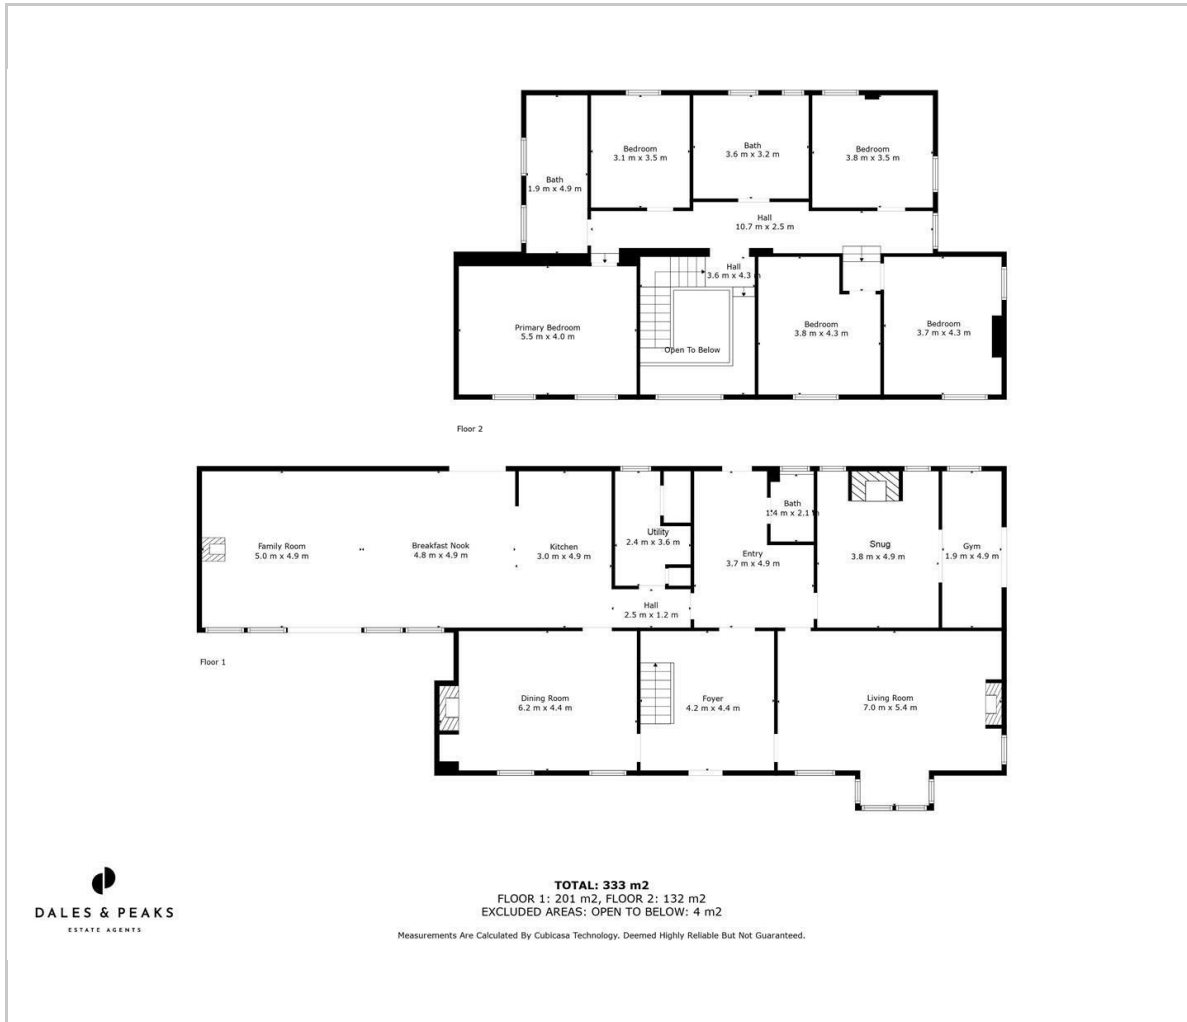 Bedroom
3.1 m x 3.5 m
Bath
3.6 m x 3.2 m
Bedroom
3.8 m x 3.5 m
Bath
1.9 m x 4.9 m
Hall
10.7 m x 2.5 m
Hall
3.6 m x 4.3 m
Primary Bedroom
5.5 m x 4.0 m
Open To Below
Bedroom
3.8 m x 4.3 m
Bedroom
3.7 m x 4.3 m
Floor 2
Family Room
5.0 m x 4.9 m
Breakfast Nook
4.8 m x 4.9 m
Kitchen
3.0 m x 4.9 m
Utility
2.4 m x 3.6 m
Bath
1.4 m x 2.1 m
Entry
3.7 m x 4.9 m
Snug
3.8 m x 4.9 m
Gym
1.9 m x 4.9 m
Hall
2.5 m x 1.2 m
Floor 1
Dining Room
6.2 m x 4.4 m
Foyer
4.2 m x 4.4 m
Living Room
7.0 m x 5.4 m
DALES & PEAKS
ESTATE AGENTS
TOTAL: 333 m2
FLOOR 1: 201 m2, FLOOR 2: 132 m2
EXCLUDED AREAS: OPEN TO BELOW: 4 m2
Measurements Are Calculated By Cubicasa Technology. Deemed Highly Reliable But Not Guaranteed.